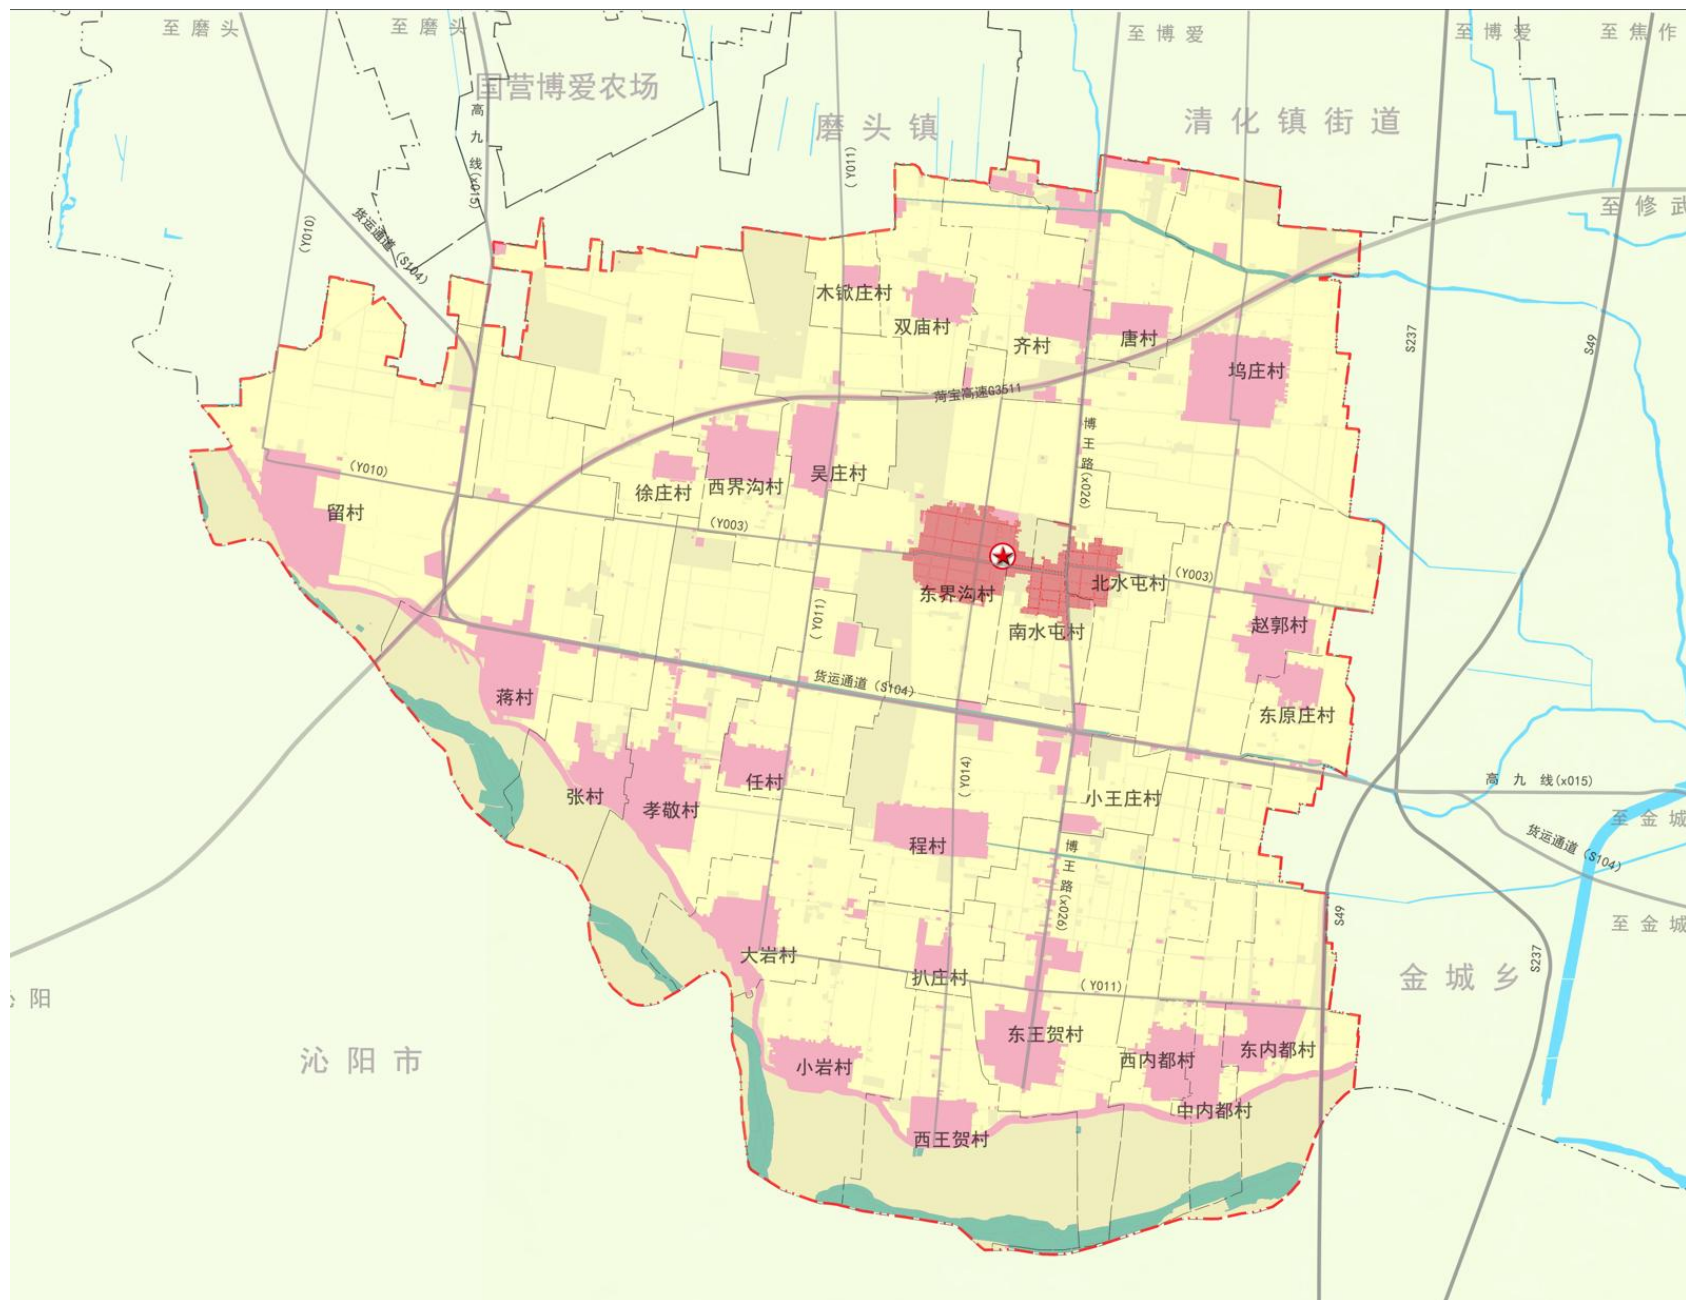 至磨头
至磨头
至博爱
至博爱
至焦作
国营博爱农场
磨头镇
清化镇街道
高九线(x015)
(Y011)
(Y010)
货运通道（S104）
至修武
木锨庄村
双庙村
齐村
唐村
坞庄村
S237
S49
菏宝高速G3511
博王路(x026)
(Y010)
徐庄村
西界沟村
吴庄村
留村
(Y003)
东界沟村
北水屯村
(Y003)
南水屯村
赵郭村
(Y011)
货运通道（S104）
蒋村
东原庄村
(Y014)
任村
张村
孝敬村
小王庄村
高九线(x015)
至金城
货运通道（S104）
程村
博王路(x026)
S49
至金城
S237
大岩村
扒庄村
(Y011)
金城乡
阳
沁阳市
东王贺村
西内都村
东内都村
小岩村
中内都村
西王贺村